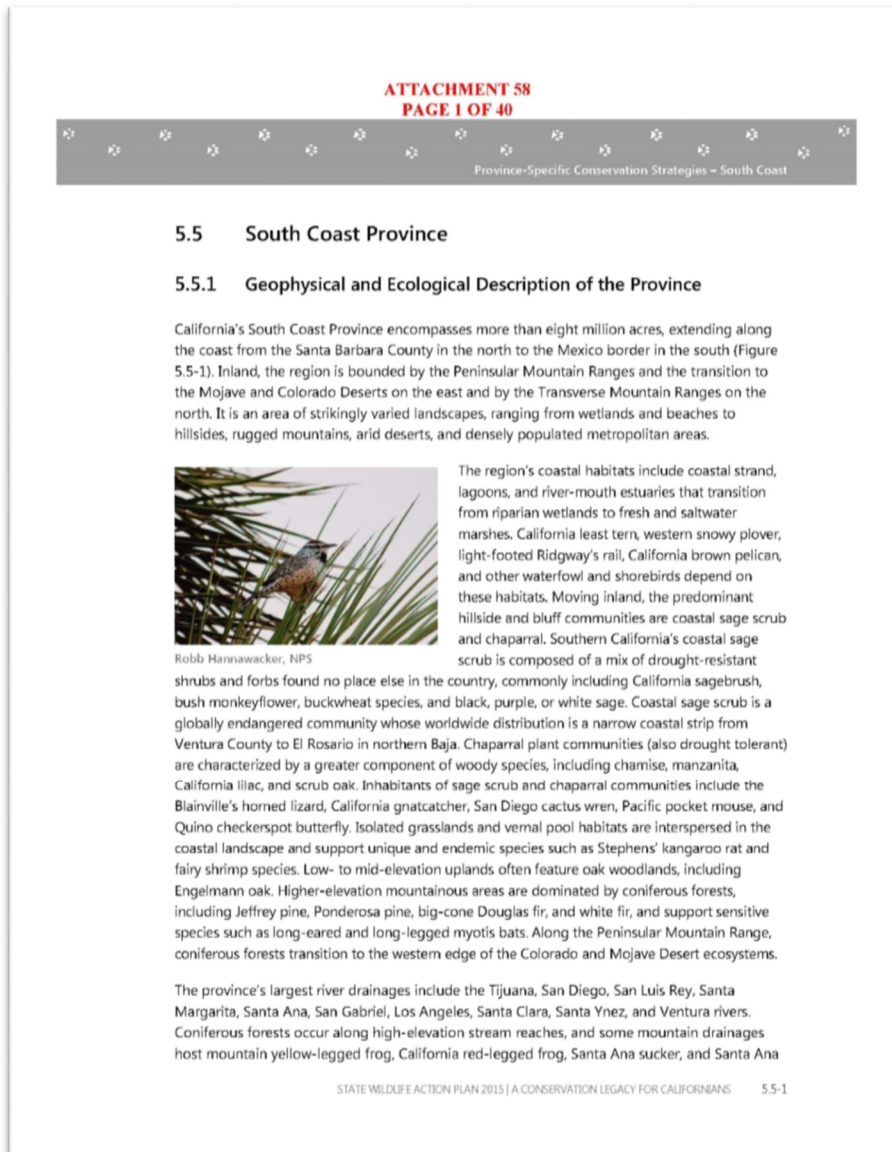 ATTACHMENT 58
PAGE 1 OF 40
Province-Specific Conservation Strategies – South Coast
5.5 South Coast Province
5.5.1 Geophysical and Ecological Description of the Province
California's South Coast Province encompasses more than eight million acres, extending along
the coast from the Santa Barbara County in the north to the Mexico border in the south (Figure
5.5-1). Inland, the region is bounded by the Peninsular Mountain Ranges and the transition to
the Mojave and Colorado Deserts on the east and by the Transverse Mountain Ranges on the
north. It is an area of strikingly varied landscapes, ranging from wetlands and beaches to
hillsides, rugged mountains, arid deserts, and densely populated metropolitan areas.
The region's coastal habitats include coastal strand,
lagoons, and river-mouth estuaries that transition
from riparian wetlands to fresh and saltwater
marshes. California least tern, western snowy plover,
light-footed Ridgway's rail, California brown pelican,
and other waterfowl and shorebirds depend on
these habitats. Moving inland, the predominant
hillside and bluff communities are coastal sage scrub
and chaparral. Southern California's coastal sage
Robb Hannawacker, NPS
scrub is composed of a mix of drought-resistant
shrubs and forbs found no place else in the country, commonly including California sagebrush,
bush monkeyflower, buckwheat species, and black, purple, or white sage. Coastal sage scrub is a
globally endangered community whose worldwide distribution is a narrow coastal strip from
Ventura County to El Rosario in northern Baja. Chaparral plant communities (also drought tolerant)
are characterized by a greater component of woody species, including chamise, manzanita,
California lilac, and scrub oak. Inhabitants of sage scrub and chaparral communities include the
Blainville's horned lizard, California gnatcatcher, San Diego cactus wren, Pacific pocket mouse, and
Quino checkerspot butterfly. Isolated grasslands and vernal pool habitats are interspersed in the
coastal landscape and support unique and endemic species such as Stephens' kangaroo rat and
fairy shrimp species. Low- to mid-elevation uplands often feature oak woodlands, including
Engelmann oak. Higher-elevation mountainous areas are dominated by coniferous forests,
including Jeffrey pine, Ponderosa pine, big-cone Douglas fir, and white fir, and support sensitive
species such as long-eared and long-legged myotis bats. Along the Peninsular Mountain Range,
coniferous forests transition to the western edge of the Colorado and Mojave Desert ecosystems.
The province's largest river drainages include the Tijuana, San Diego, San Luis Rey, Santa
Margarita, Santa Ana, San Gabriel, Los Angeles, Santa Clara, Santa Ynez, and Ventura rivers.
Coniferous forests occur along high-elevation stream reaches, and some mountain drainages
host mountain yellow-legged frog, California red-legged frog, Santa Ana sucker, and Santa Ana
STATE WILDLIFE ACTION PLAN 2015 | A CONSERVATION LEGACY FOR CALIFORNIANS 5.5-1